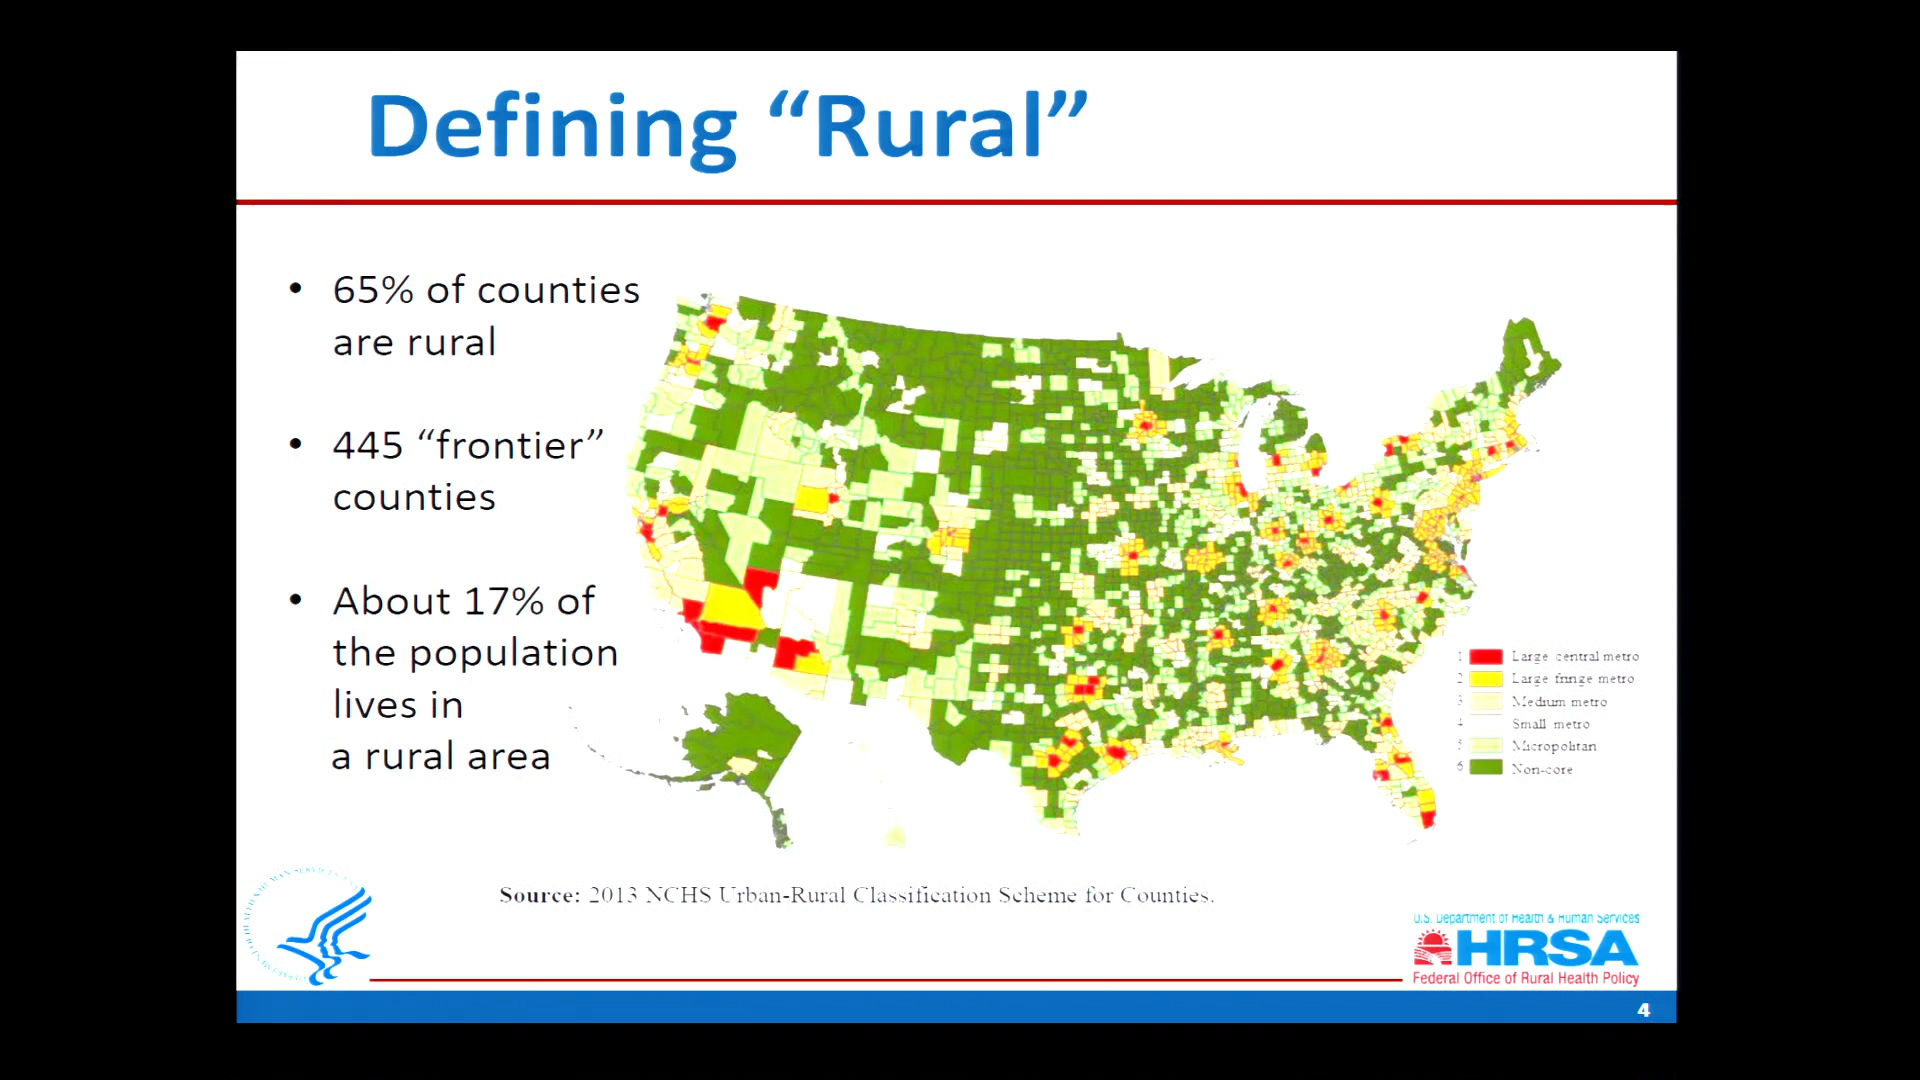 Defining “Rural”
• 65% of counties
are rural
• 445 “frontier”
counties
• About 17% of
the population
lives in
a rural area
1 Large central metro
2 Large fringe metro
3 Medium metro
4 Small metro
5 Micropolitan
6 Non-core
Source: 2013 NCHS Urban-Rural Classification Scheme for Counties.
U.S. Department of Health & Human Services
HRSA
Federal Office of Rural Health Policy
4